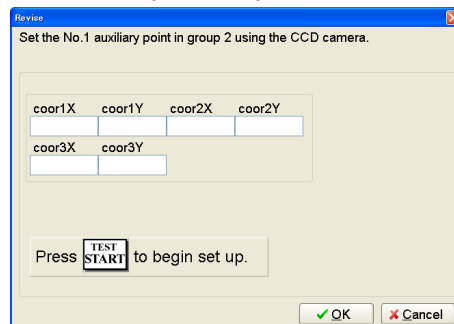 Revise
Set the No.1 auxiliary point in group 2 using the CCD camera.
coor1X coor1Y coor2X coor2Y
coor3X coor3Y
Press TEST START to begin set up.
OK Cancel